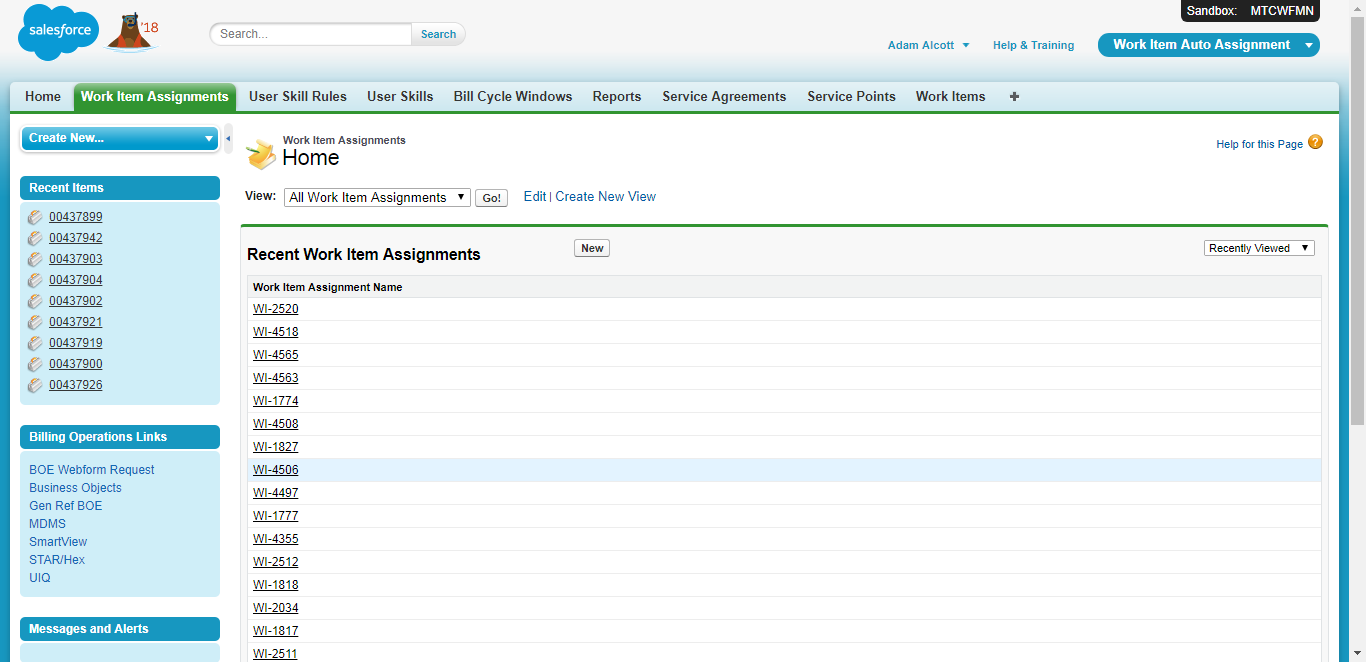 Sandbox: MTCWFMN
salesforce
'18
Search...
Search
Adam Alcott
Help & Training
Work Item Auto Assignment
Home
Work Item Assignments
User Skill Rules
User Skills
Bill Cycle Windows
Reports
Service Agreements
Service Points
Work Items
+
Create New...
Recent Items
00437899
00437942
00437903
00437904
00437902
00437921
00437919
00437900
00437926
Billing Operations Links
BOE Webform Request
Business Objects
Gen Ref BOE
MDMS
SmartView
STAR/Hex
UIQ
Messages and Alerts
Work Item Assignments
Home
Help for this Page ?
View: All Work Item Assignments Go! Edit | Create New View
Recent Work Item Assignments
New
Recently Viewed
Work Item Assignment Name
WI-2520
WI-4518
WI-4565
WI-4563
WI-1774
WI-4508
WI-1827
WI-4506
WI-4497
WI-1777
WI-4355
WI-2512
WI-1818
WI-2034
WI-1817
WI-2511